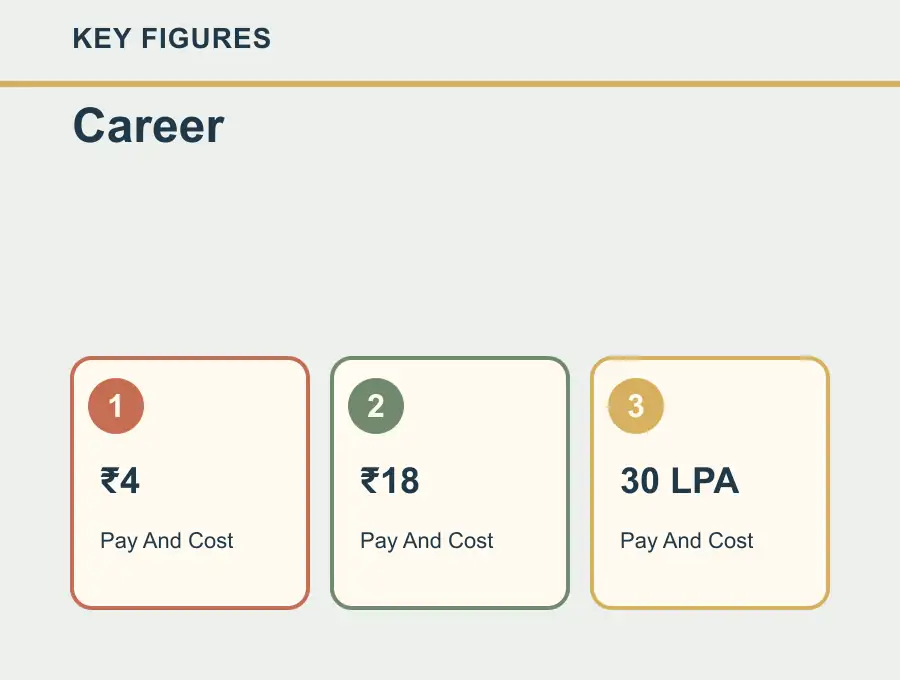 KEY FIGURES
Career
1
2
3
₹4
₹18
30 LPA
Pay And Cost
Pay And Cost
Pay And Cost